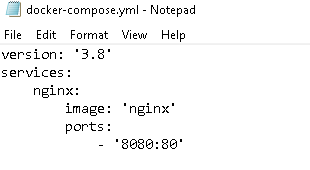 docker-compose.yml - Notepad
File Edit Format View Help
version: '3.8'
services:
    nginx:
        image: 'nginx'
        ports:
            - '8080:80'